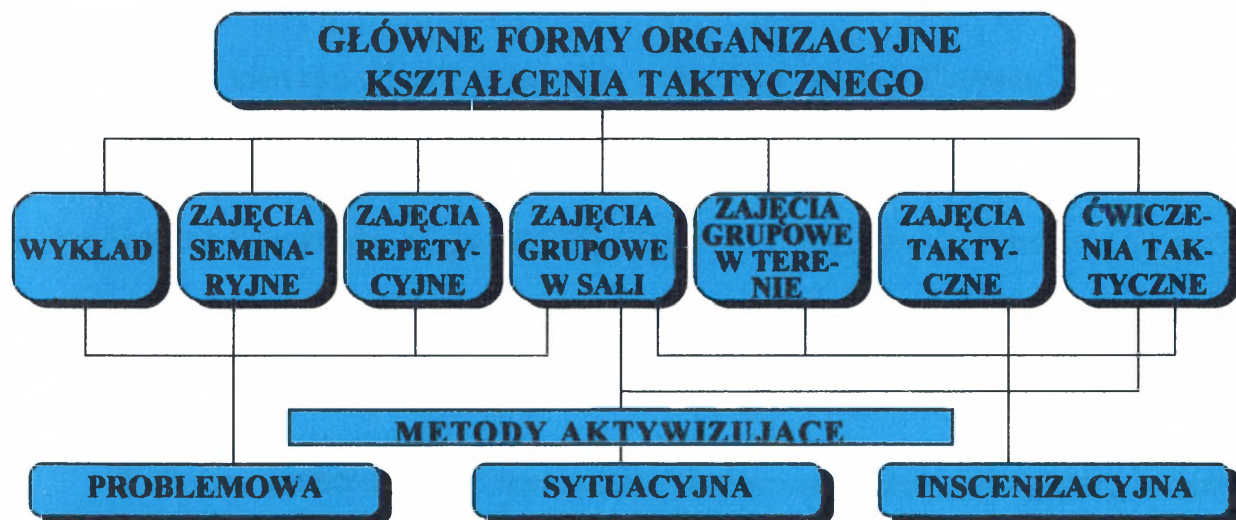 GŁÓWNE FORMY ORGANIZACYJNE
KSZTAŁCENIA TAKTYCZNEGO
WYKŁAD
ZAJĘCIA
SEMINA-
RYJNE
ZAJĘCIA
REPETY-
CYJNE
ZAJĘCIA
GRUPOWE
W SALI
ZAJĘCIA
GRUPOWE
W TERE-
NIE
ZAJĘCIA
TAKTY-
CZNE
ĆWICZE-
NIA TAK-
TYCZNE
METODY AKTYWIZUJĄCE
PROBLEMOWA
SYTUACYJNA
INSCENIZACYJNA